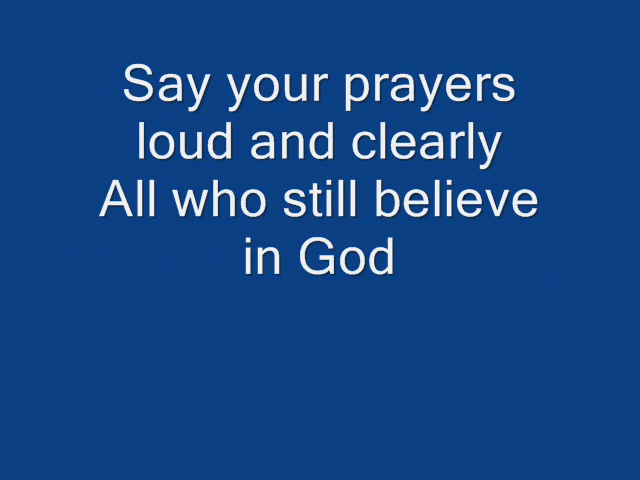 Say your prayers
loud and clearly
All who still believe
in God